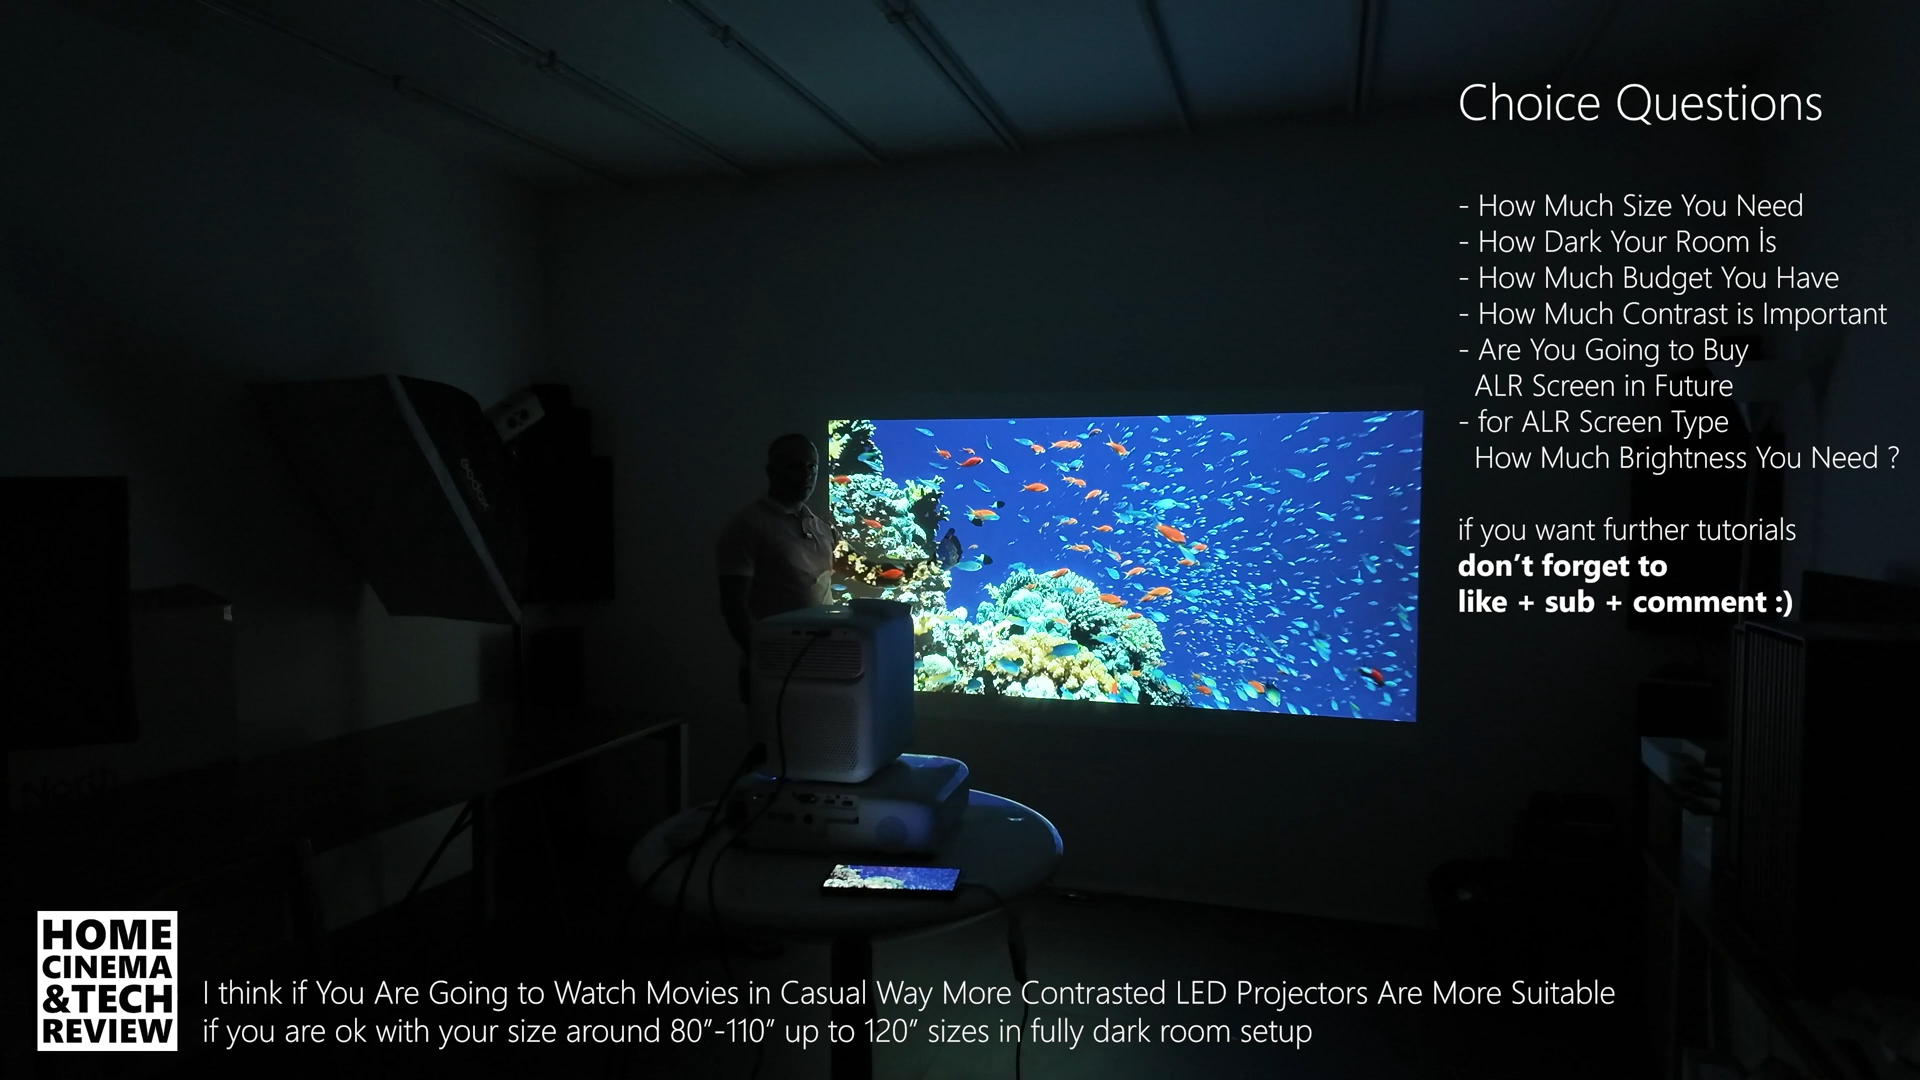 Choice Questions
- How Much Size You Need
- How Dark Your Room İs
- How Much Budget You Have
- How Much Contrast is Important
- Are You Going to Buy
ALR Screen in Future
- for ALR Screen Type
How Much Brightness You Need ?
if you want further tutorials
don't forget to
like + sub + comment :)
godox
North
HOME
CINEMA
&TECH
REVIEW
I think if You Are Going to Watch Movies in Casual Way More Contrasted LED Projectors Are More Suitable
if you are ok with your size around 80”-110” up to 120” sizes in fully dark room setup